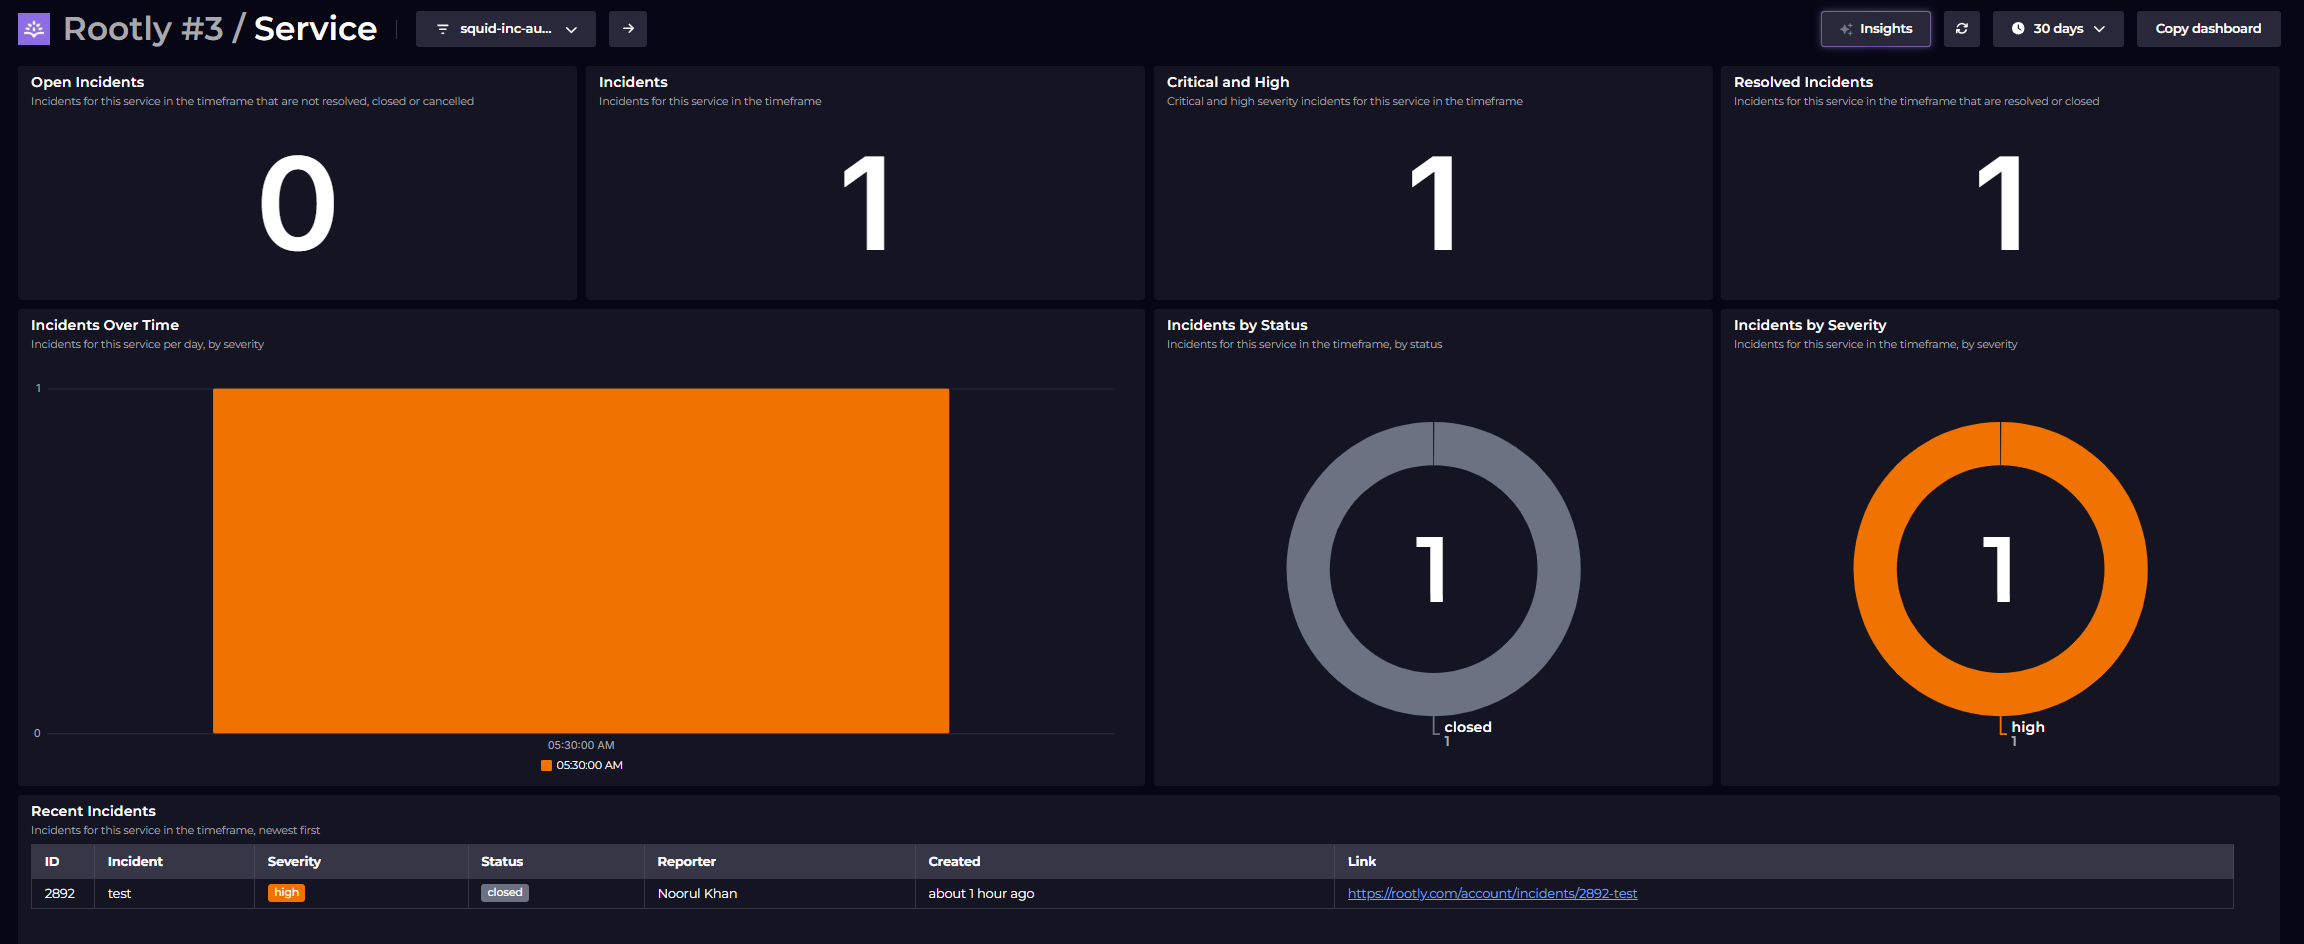 Rootly #3 / Service
squid-inc-au...
Insights
30 days
Copy dashboard
Open Incidents
Incidents for this service in the timeframe that are not resolved, closed or cancelled
0
Incidents
Incidents for this service in the timeframe
1
Critical and High
Critical and high severity incidents for this service in the timeframe
1
Resolved Incidents
Incidents for this service in the timeframe that are resolved or closed
1
Incidents Over Time
Incidents for this service per day, by severity
1
0
05:30:00 AM
05:30:00 AM
Incidents by Status
Incidents for this service in the timeframe, by status
1
closed
1
Incidents by Severity
Incidents for this service in the timeframe, by severity
1
high
1
Recent Incidents
Incidents for this service in the timeframe, newest first
ID Incident Severity Status Reporter Created Link
2892 test high closed Noorul Khan about 1 hour ago https://rootly.com/account/incidents/2892-test